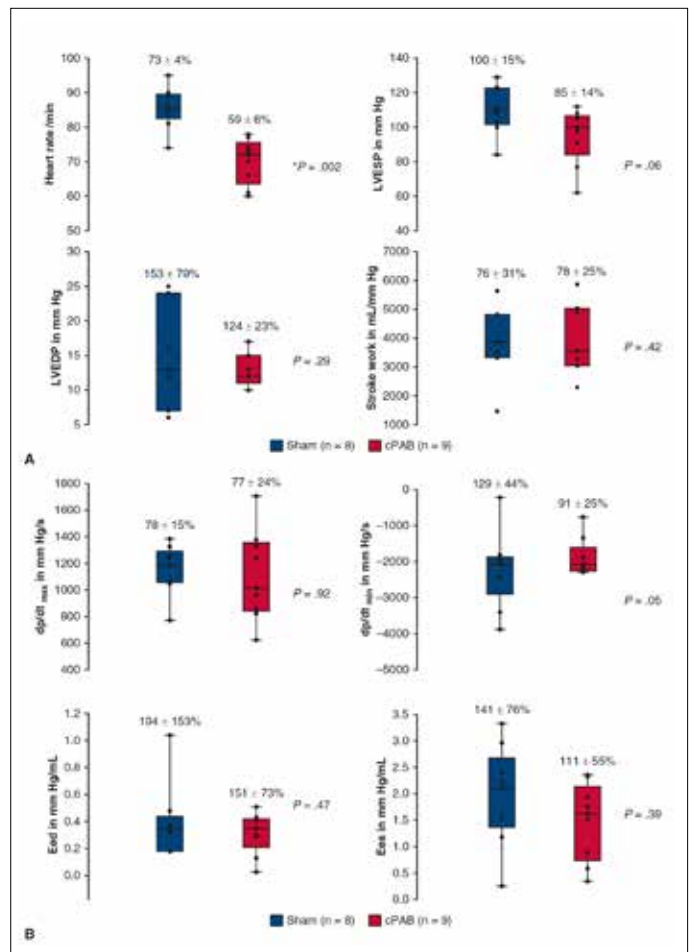 100
90
80
70
60
50
Heart rate /min
73 ± 4%
59 ± 6%
*P = .002
140
120
100
80
60
40
LVESP in mm Hg
100 ± 15%
85 ± 14%
P = .06
30
25
20
15
10
5
LVEDP in mm Hg
153 ± 79%
124 ± 23%
P = .29
7000
6000
5000
4000
3000
2000
1000
0000
Stroke work in mL/mm Hg
76 ± 31%
78 ± 25%
P = .42
Sham (n = 8) cPAB (n = 9)
A
1800
1600
1400
1200
1000
800
600
400
dp/dt max in mm Hg/s
78 ± 15%
77 ± 24%
P = .92
0
−1000
−2000
−3000
−4000
−5000
dp/dt min in mm Hg/s
129 ± 44%
91 ± 25%
P = .05
1.2
1.0
0.8
0.6
0.4
0.2
0.0
Eed in mm Hg/mL
194 ± 153%
151 ± 73%
P = .47
3.5
3.0
2.5
2.0
1.5
1.0
0.5
0.0
Ees in mm Hg/mL
141 ± 76%
111 ± 55%
P = .39
Sham (n = 8) cPAB (n = 9)
B